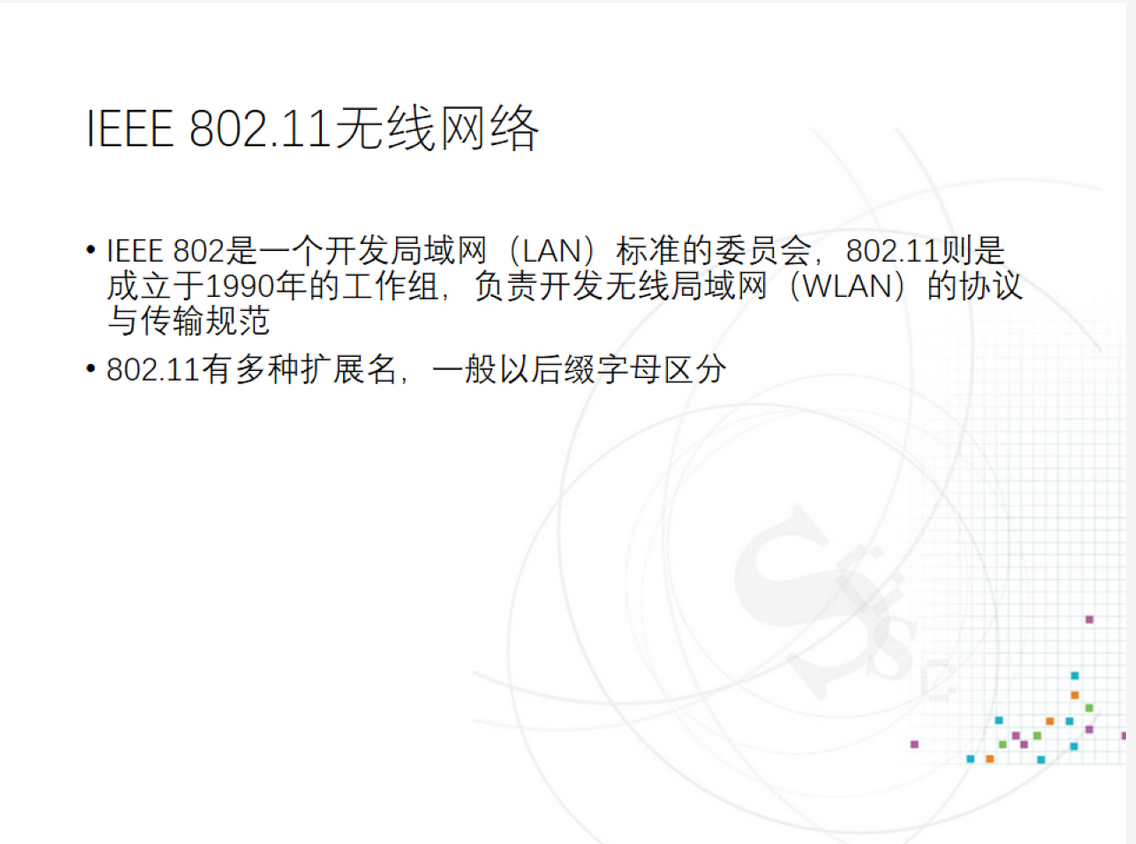 IEEE 802.11无线网络
• IEEE 802是一个开发局域网（LAN）标准的委员会，802.11则是
成立于1990年的工作组，负责开发无线局域网（WLAN）的协议
与传输规范
• 802.11有多种扩展名，一般以后缀字母区分